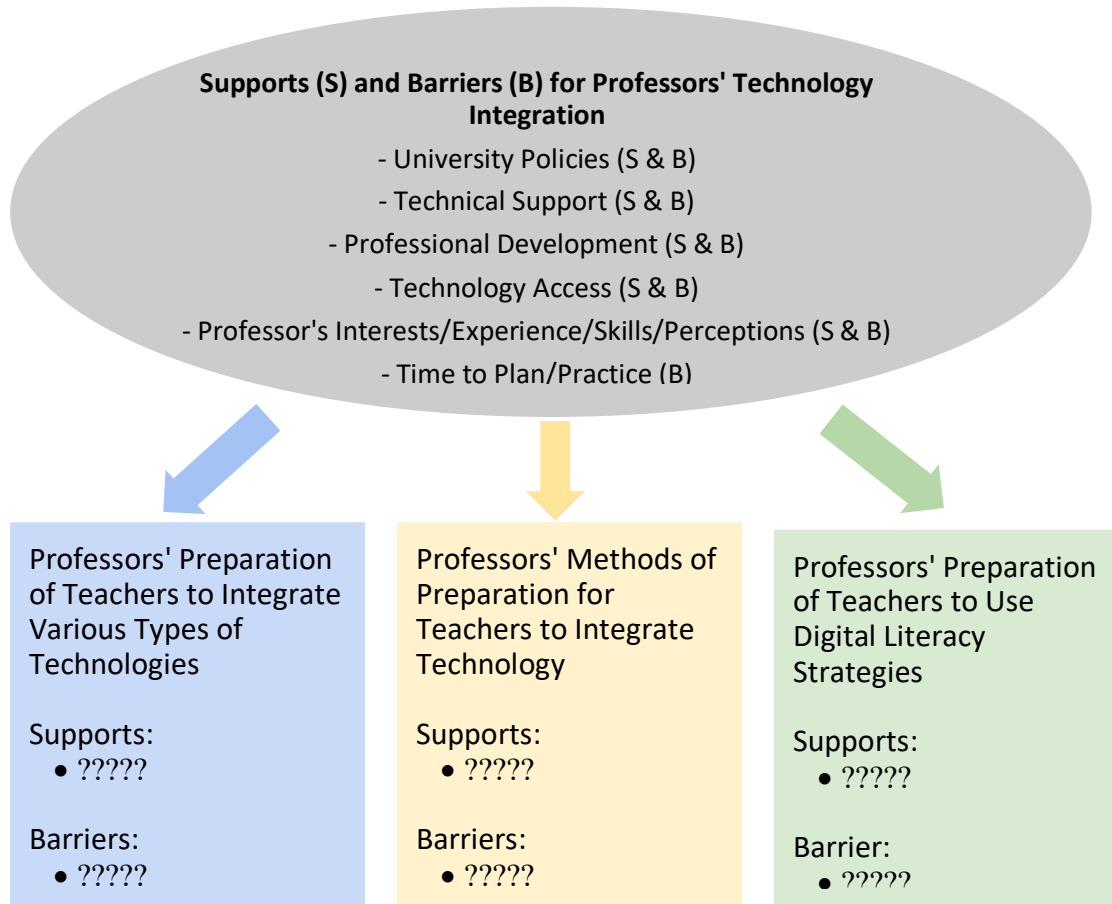 Supports (S) and Barriers (B) for Professors' Technology
Integration
- University Policies (S & B)
- Technical Support (S & B)
- Professional Development (S & B)
- Technology Access (S & B)
- Professor's Interests/Experience/Skills/Perceptions (S & B)
- Time to Plan/Practice (B)
Professors' Preparation
of Teachers to Integrate
Various Types of
Technologies
Supports:
• ?????
Barriers:
• ?????
Professors' Methods of
Preparation for
Teachers to Integrate
Technology
Supports:
• ?????
Barriers:
• ?????
Professors' Preparation
of Teachers to Use
Digital Literacy
Strategies
Supports:
• ?????
Barrier:
• ?????